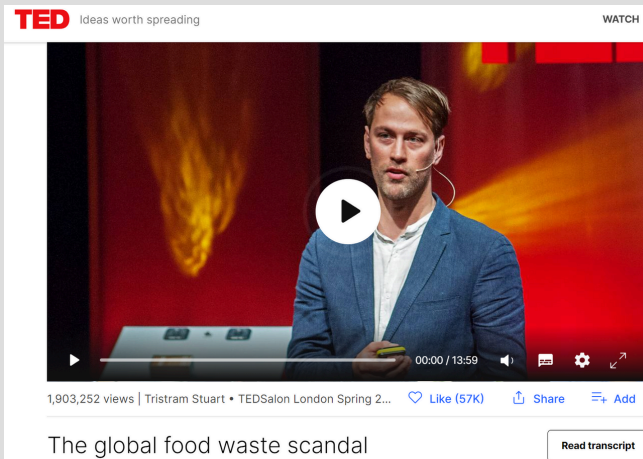 TED Ideas worth spreading WATCH
00:00 / 13:59
1,903,252 views | Tristram Stuart • TEDSalon London Spring 2... Like (57K) Share Add
The global food waste scandal Read transcript